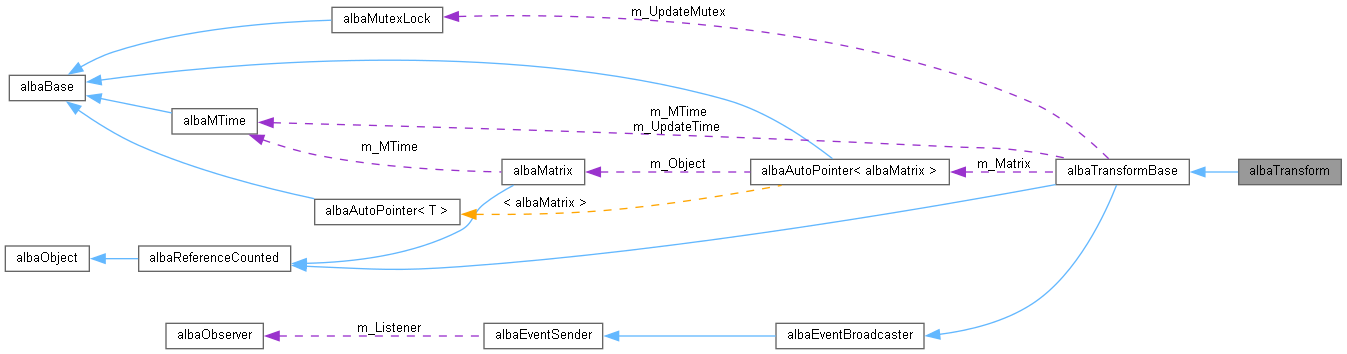 m_UpdateMutex
albaMutexLock
albaBase
m_MTime
m_UpdateTime
albaMTime
m_MTime
m_Object
m_Matrix
albaMatrix
albaAutoPointer< albaMatrix >
albaTransformBase
albaTransform
< albaMatrix >
albaAutoPointer< T >
albaObject
albaReferenceCounted
m_Listener
albaObserver
albaEventSender
albaEventBroadcaster